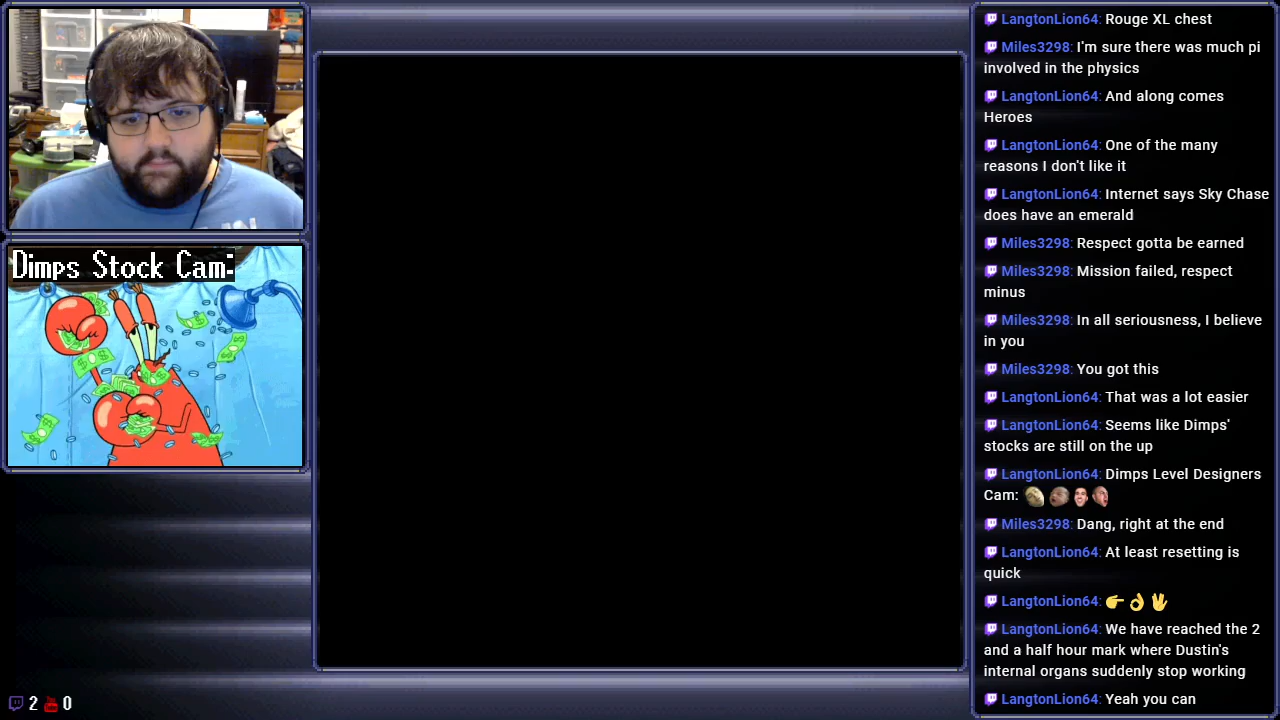 Dimps Stock Cam:
2 0
LangtonLion64: Rouge XL chest
Miles3298: I'm sure there was much pi
involved in the physics
LangtonLion64: And along comes
Heroes
LangtonLion64: One of the many
reasons I don't like it
LangtonLion64: Internet says Sky Chase
does have an emerald
Miles3298: Respect gotta be earned
Miles3298: Mission failed, respect
minus
Miles3298: In all seriousness, I believe
in you
Miles3298: You got this
LangtonLion64: That was a lot easier
LangtonLion64: Seems like Dimps'
stocks are still on the up
LangtonLion64: Dimps Level Designers
Cam:
Miles3298: Dang, right at the end
LangtonLion64: At least resetting is
quick
LangtonLion64: 👉👌🖖
LangtonLion64: We have reached the 2
and a half hour mark where Dustin's
internal organs suddenly stop working
LangtonLion64: Yeah you can